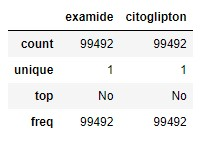 examide citoglipton
count 99492 99492
unique 1 1
top No No
freq 99492 99492